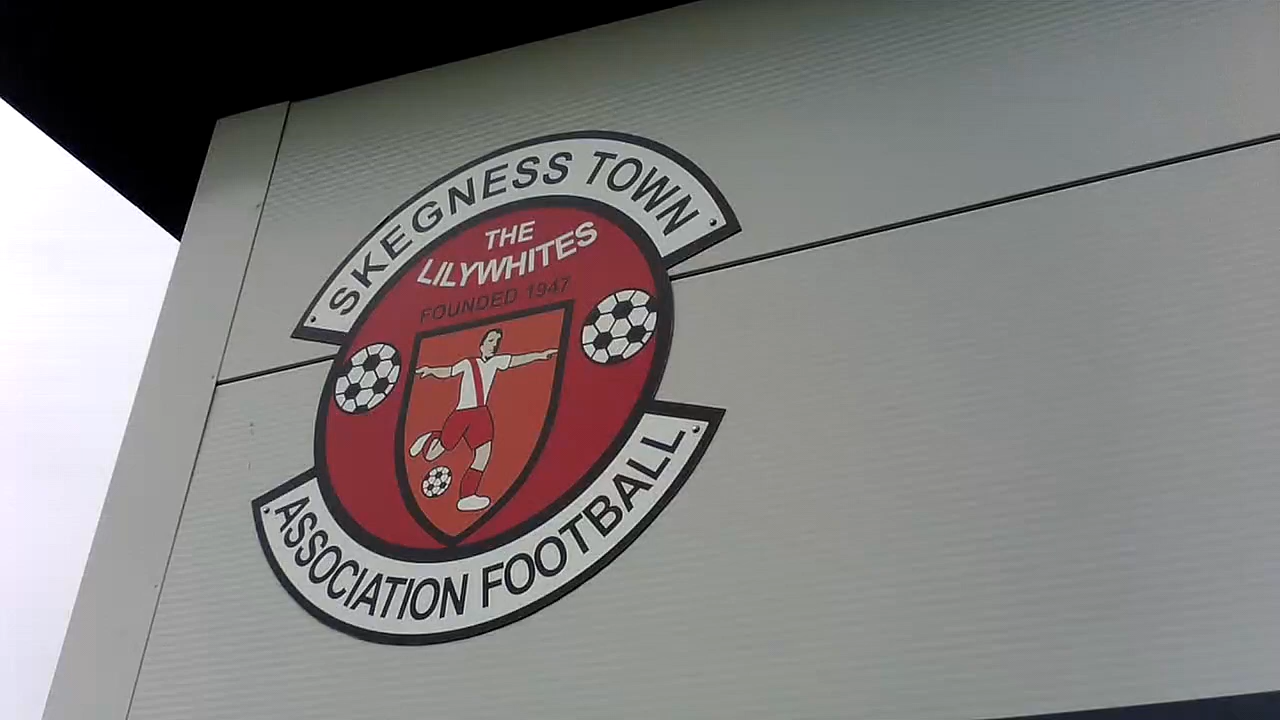 SKEGNESS TOWN
THE
LILYWHITES
FOUNDED 1947
ASSOCIATION FOOTBALL